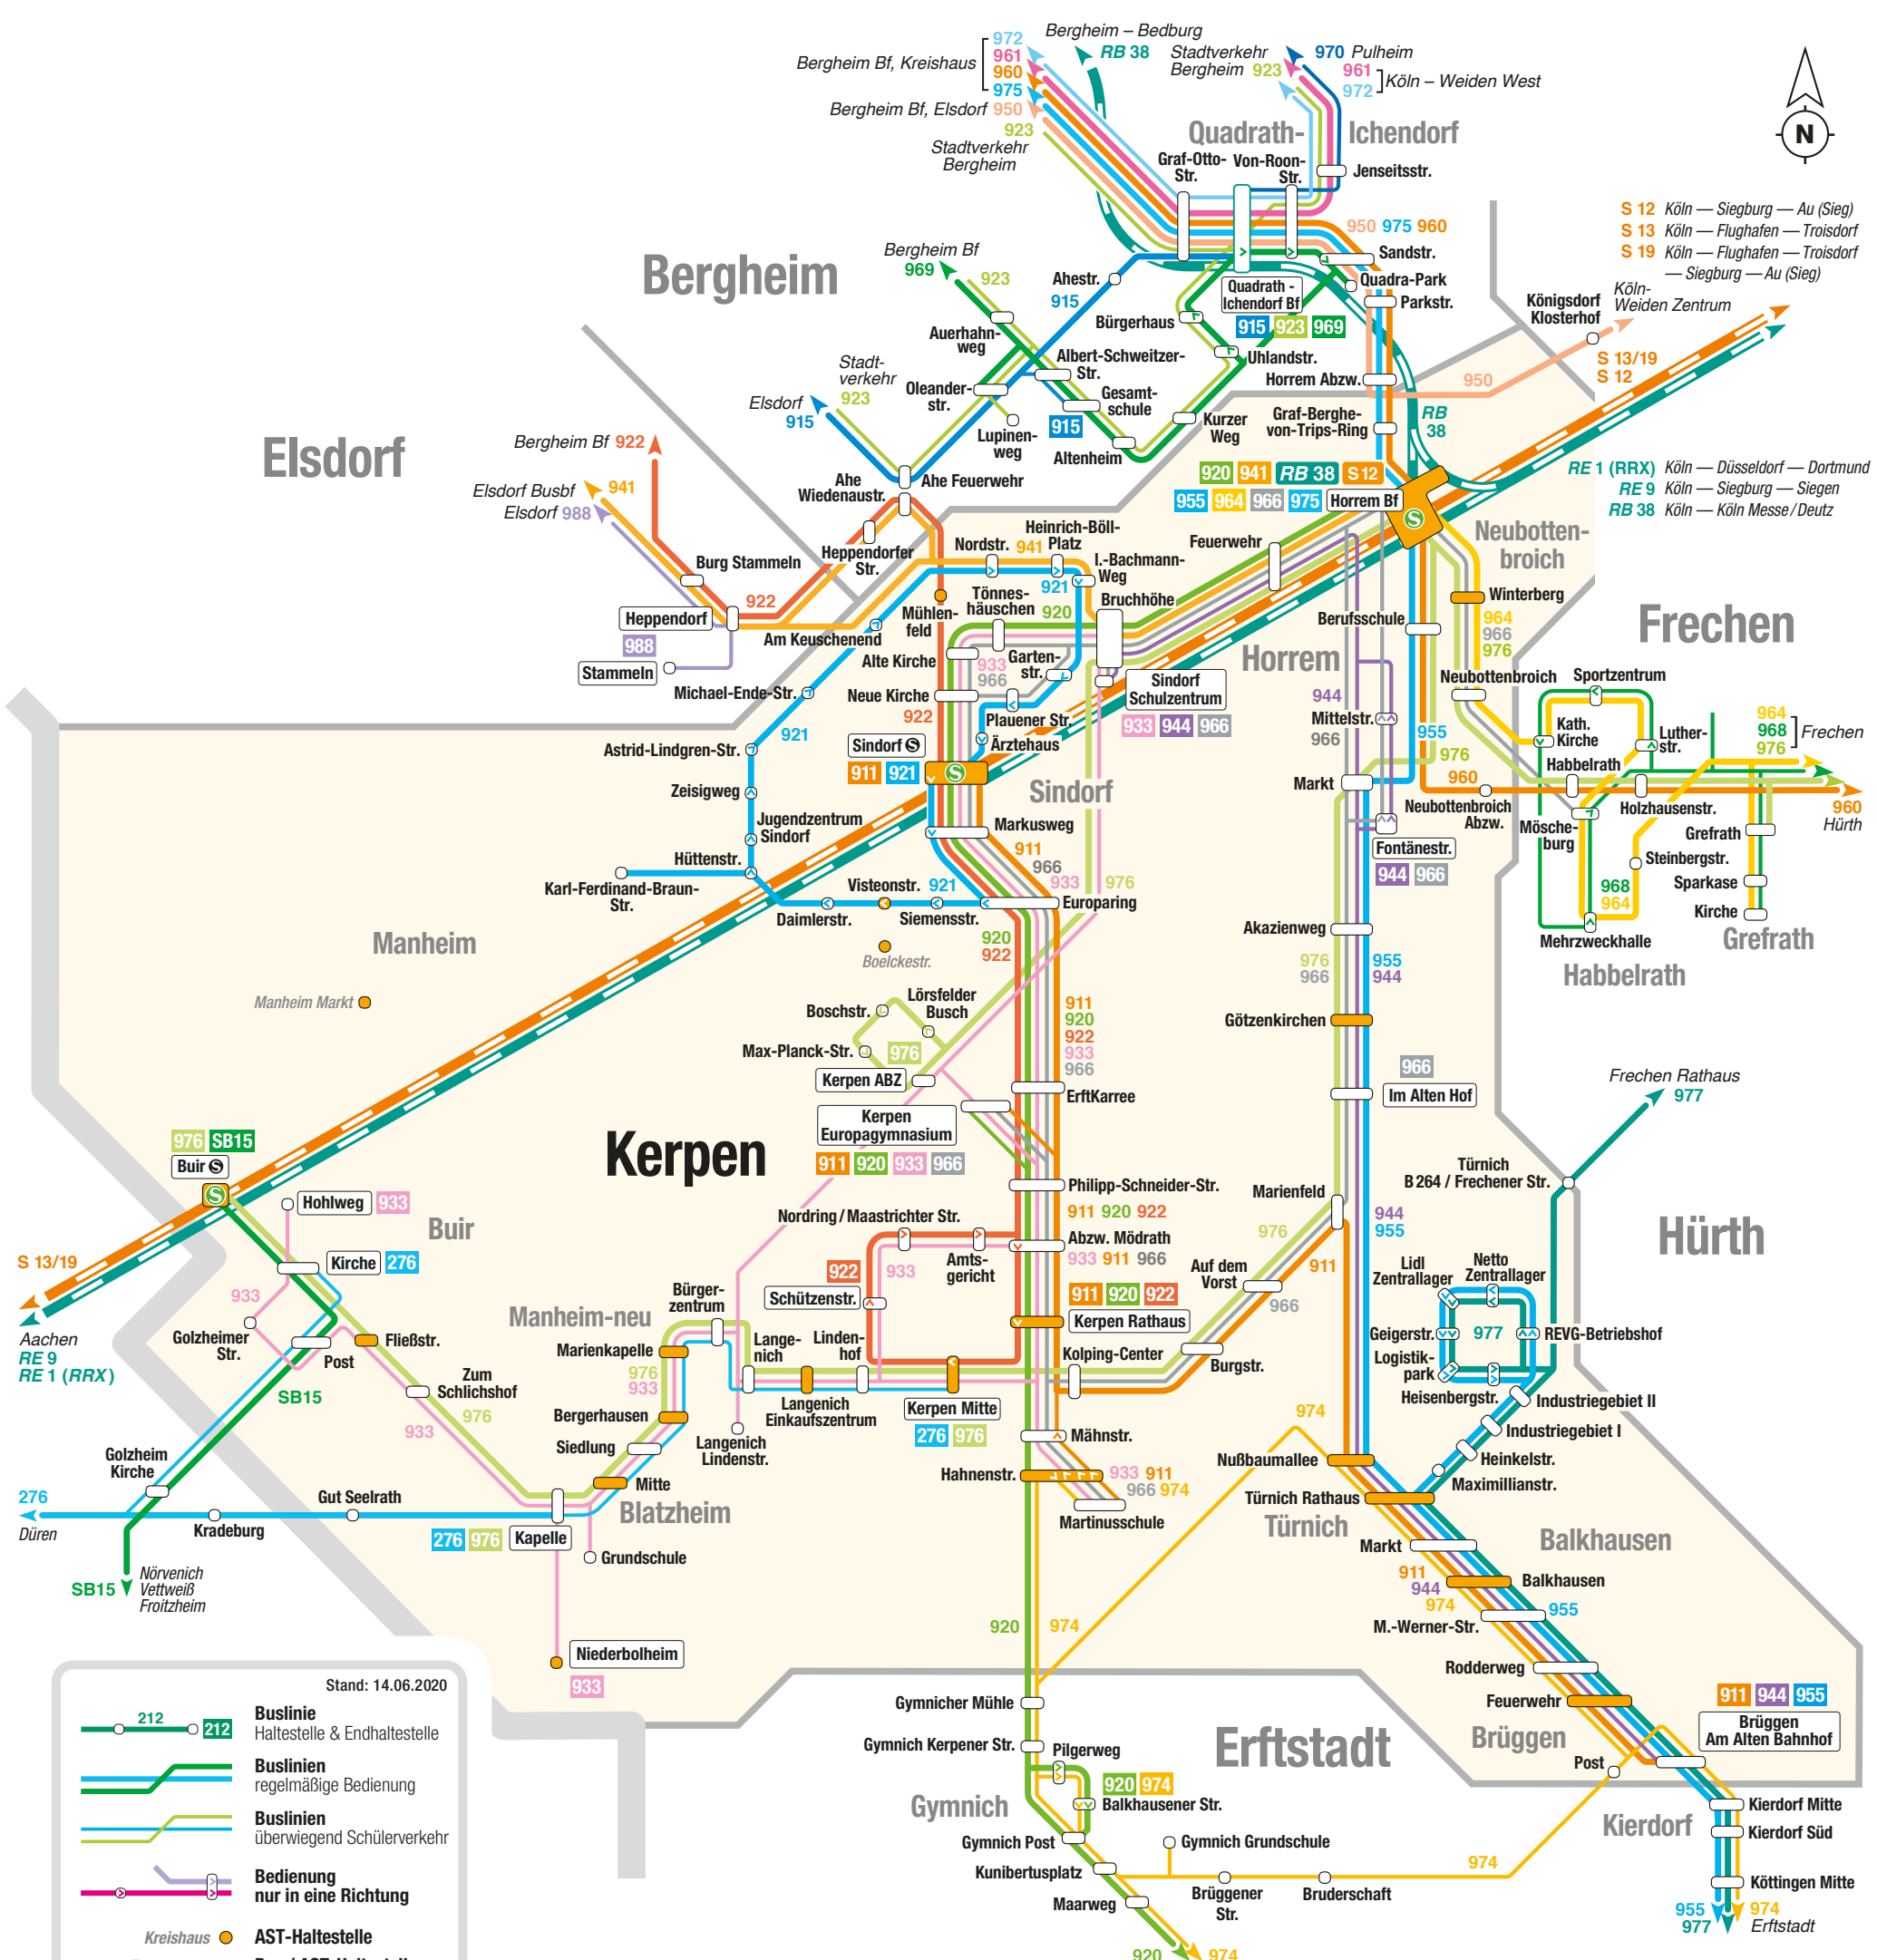 972
961
960
975
Bergheim Bf, Kreishaus
Bergheim Bf, Elsdorf 950
923
Stadtverkehr
Bergheim
Bergheim – Bedburg
RB 38
Stadtverkehr
Bergheim 923
970 Pulheim
961
972
Köln – Weiden West
N
Quadrath-
Ichendorf
Graf-Otto-
Str.
Von-Roon-
Str.
Jenseitsstr.
S 12 Köln — Siegburg — Au (Sieg)
S 13 Köln — Flughafen — Troisdorf
S 19 Köln — Flughafen — Troisdorf
— Siegburg — Au (Sieg)
950 975 960
Sandstr.
Quadra-Park
Parkstr.
Bergheim
Bergheim Bf
969
923
Ahestr.
915
Quadrath -
Ichendorf Bf
915 923 969
Bürgerhaus
Uhlandstr.
Horrem Abzw.
Königsdorf
Klosterhof
Köln-
Weiden Zentrum
S 13/19
S 12
950
Auerhahn-
weg
Albert-Schweitzer-
Str.
Stadt-
verkehr
923
Oleander-
str.
Gesamt-
schule
Elsdorf
915
Lupinen-
weg
915
Altenheim
Kurzer
Weg
Graf-Berghe-
von-Trips-Ring
RB
38
Elsdorf
Bergheim Bf 922
Elsdorf Busbf 941
Elsdorf 988
Ahe
Wiedenaustr.
Ahe Feuerwehr
920 941 RB 38 S 12
955 964 966 975 Horrem Bf
S
RE 1 (RRX) Köln — Düsseldorf — Dortmund
RE 9 Köln — Siegburg — Siegen
RB 38 Köln — Köln Messe / Deutz
Neubotten-
broich
Heinrich-Böll-
Platz
Nordstr. 941
Heppendorfer
Str.
I.-Bachmann-
Weg
Feuerwehr
Burg Stammeln
922
921
Tönnes-
häuschen 920
Bruchhöhe
Winterberg
964
966
976
Heppendorf
988
Stammeln
Mühlen-
feld
Am Keuschenend
Alte Kirche
933
966
Garten-
str.
Berufsschule
Frechen
Horrem
Michael-Ende-Str.
Neue Kirche
922
Plauener Str.
Sindorf
Schulzentrum
933 944 966
Neubottenbroich
Sportzentrum
944
Mittelstr.
966
955
Kath.
Kirche
Luther-
str.
964
968
976
Frechen
Astrid-Lindgren-Str.
921
Sindorf S
911 921
Ärztehaus
S
Sindorf
Markt
976
960
Habbelrath
Zeisigweg
Neubottenbroich
Abzw.
Holzhausenstr.
960
Hürth
Jugendzentrum
Sindorf
Markusweg
911
966
Mösche-
burg
Grefrath
Hüttenstr.
Fontänestr.
944 966
Steinbergstr.
Karl-Ferdinand-Braun-
Str.
Visteonstr. 921
933 976
Sparkase
968
964
Daimlerstr.
Siemensstr.
Europaring
Kirche
Manheim
Akazienweg
Mehrzweckhalle
Grefrath
920
922
Boelckestr.
976
966
955
944
Habbelrath
Manheim Markt
Boschstr.
Lörsfelder
Busch
911
920
922
933
966
Götzenkirchen
Max-Planck-Str.
976
Kerpen ABZ
966
Im Alten Hof
ErftKarree
Frechen Rathaus
977
Kerpen
Europagymnasium
911 920 933 966
Kerpen
976 SB15
Buir S
S
Hohlweg 933
Philipp-Schneider-Str.
911 920 922
Marienfeld
944
955
Türnich
B 264 / Frechener Str.
Hürth
Buir
Nordring / Maastrichter Str.
Abzw. Mödrath
933 911 966
976
S 13/19
Kirche 276
922
933
Amts-
gericht
Auf dem
Vorst
911
966
Lidl
Zentrallager
Netto
Zentrallager
933
Schützenstr.
911 920 922
Kerpen Rathaus
Bürger-
zentrum
Manheim-neu
Aachen
RE 9
RE 1 (RRX)
Golzheimer
Str.
Fließstr.
Post
Marienkapelle
Lange-
nich
Linden-
hof
Kolping-Center
Burgstr.
Geigerstr.
977
REVG-Betriebshof
Logistik-
park
Heisenbergstr.
976
933
SB15
Zum
Schlichshof
976
933
Bergerhausen
Langenich
Einkaufszentrum
Kerpen Mitte
276 976
Industriegebiet II
974
Siedlung
Langenich
Lindenstr.
Mähnstr.
Industriegebiet I
Golzheim
Kirche
Hahnenstr.
933 911
966 974
Nußbaumallee
Heinkelstr.
Maximillianstr.
Mitte
276
Düren
Gut Seelrath
Türnich Rathaus
Kradeburg
Blatzheim
276 976 Kapelle
Martinusschule
Türnich
Markt
Balkhausen
Grundschule
SB15
Nörvenich
Vettweiß
Froitzheim
911
944
974
Balkhausen
955
M.-Werner-Str.
920 974
Niederbolheim
933
Rodderweg
Feuerwehr
911 944 955
Brüggen
Am Alten Bahnhof
Stand: 14.06.2020
212 212
Buslinie
Haltestelle & Endhaltestelle
Buslinien
regelmäßige Bedienung
Buslinien
überwiegend Schülerverkehr
Bedienung
nur in eine Richtung
Kreishaus
AST-Haltestelle
Gymnicher Mühle
Erftstadt
Brüggen
Gymnich Kerpener Str.
Pilgerweg
Post
920 974
Balkhausener Str.
Gymnich
Kierdorf
Kierdorf Mitte
Kierdorf Süd
Gymnich Post
Gymnich Grundschule
Kunibertusplatz
974
Brüggener
Str.
Bruderschaft
Maarweg
Köttingen Mitte
955
977
974
Erftstadt
920 974